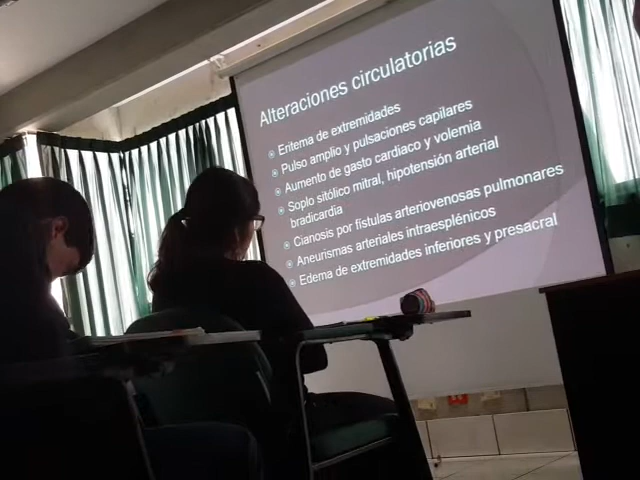 Alteraciones circulatorias
Eritema de extremidades
Pulso amplio y pulsaciones capilares
Aumento de gasto cardiaco y volemia
Soplo sitólico mitral, hipotensión arterial
bradicardia
Cianosis por fístulas arteriovenosas pulmonares
Aneurismas arteriales intraesplénicos
Edema de extremidades inferiores y presacral